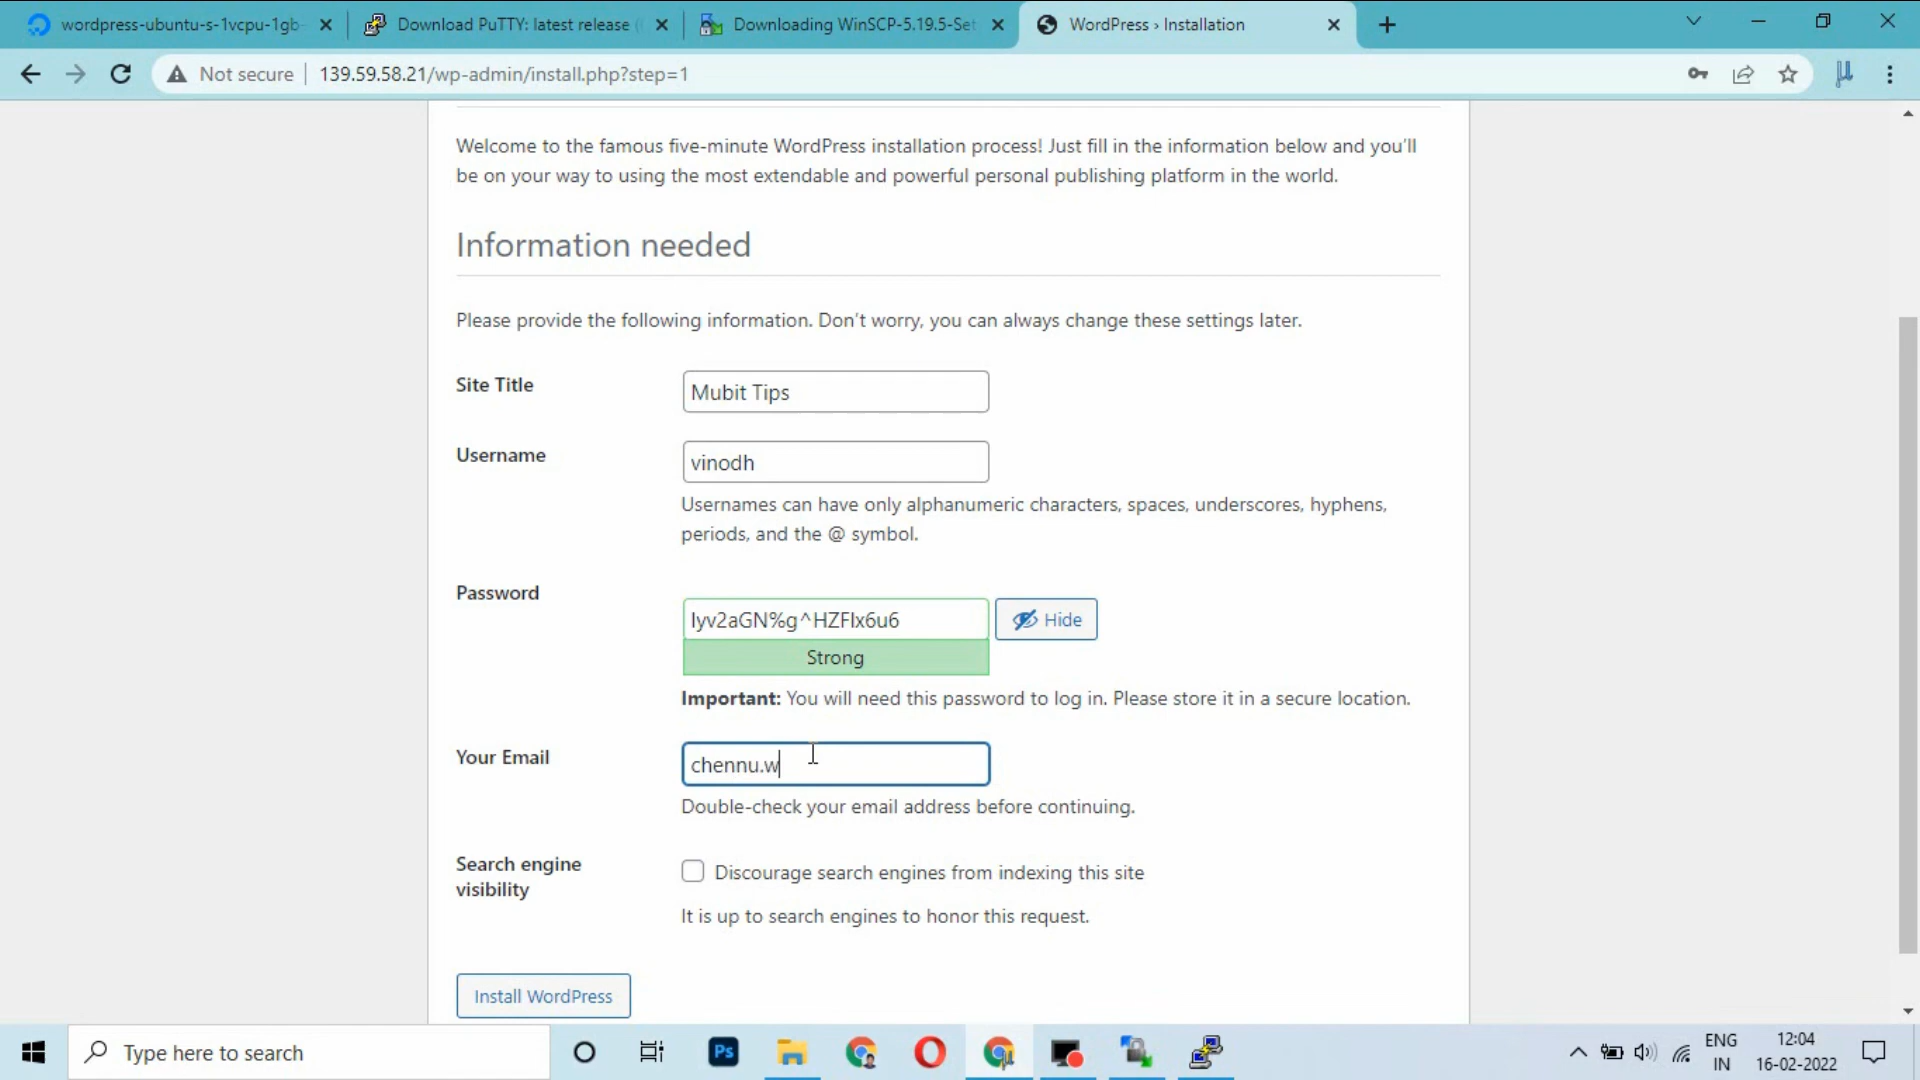 wordpress-ubuntu-s-1vcpu-1gb-
Download PuTTY: latest release (
Downloading WinSCP-5.19.5-Set
WordPress › Installation
Not secure
139.59.58.21/wp-admin/install.php?step=1
Welcome to the famous five-minute WordPress installation process! Just fill in the information below and you’ll
be on your way to using the most extendable and powerful personal publishing platform in the world.
Information needed
Please provide the following information. Don’t worry, you can always change these settings later.
Site Title
Mubit Tips
Username
vinodh
Usernames can have only alphanumeric characters, spaces, underscores, hyphens,
periods, and the @ symbol.
Password
Iyv2aGN%g^HZFIx6u6
Hide
Strong
Important: You will need this password to log in. Please store it in a secure location.
Your Email
chennu.w
Double-check your email address before continuing.
Search engine
visibility
Discourage search engines from indexing this site
It is up to search engines to honor this request.
Install WordPress
Type here to search
Ps
ENG
IN
12:04
16-02-2022